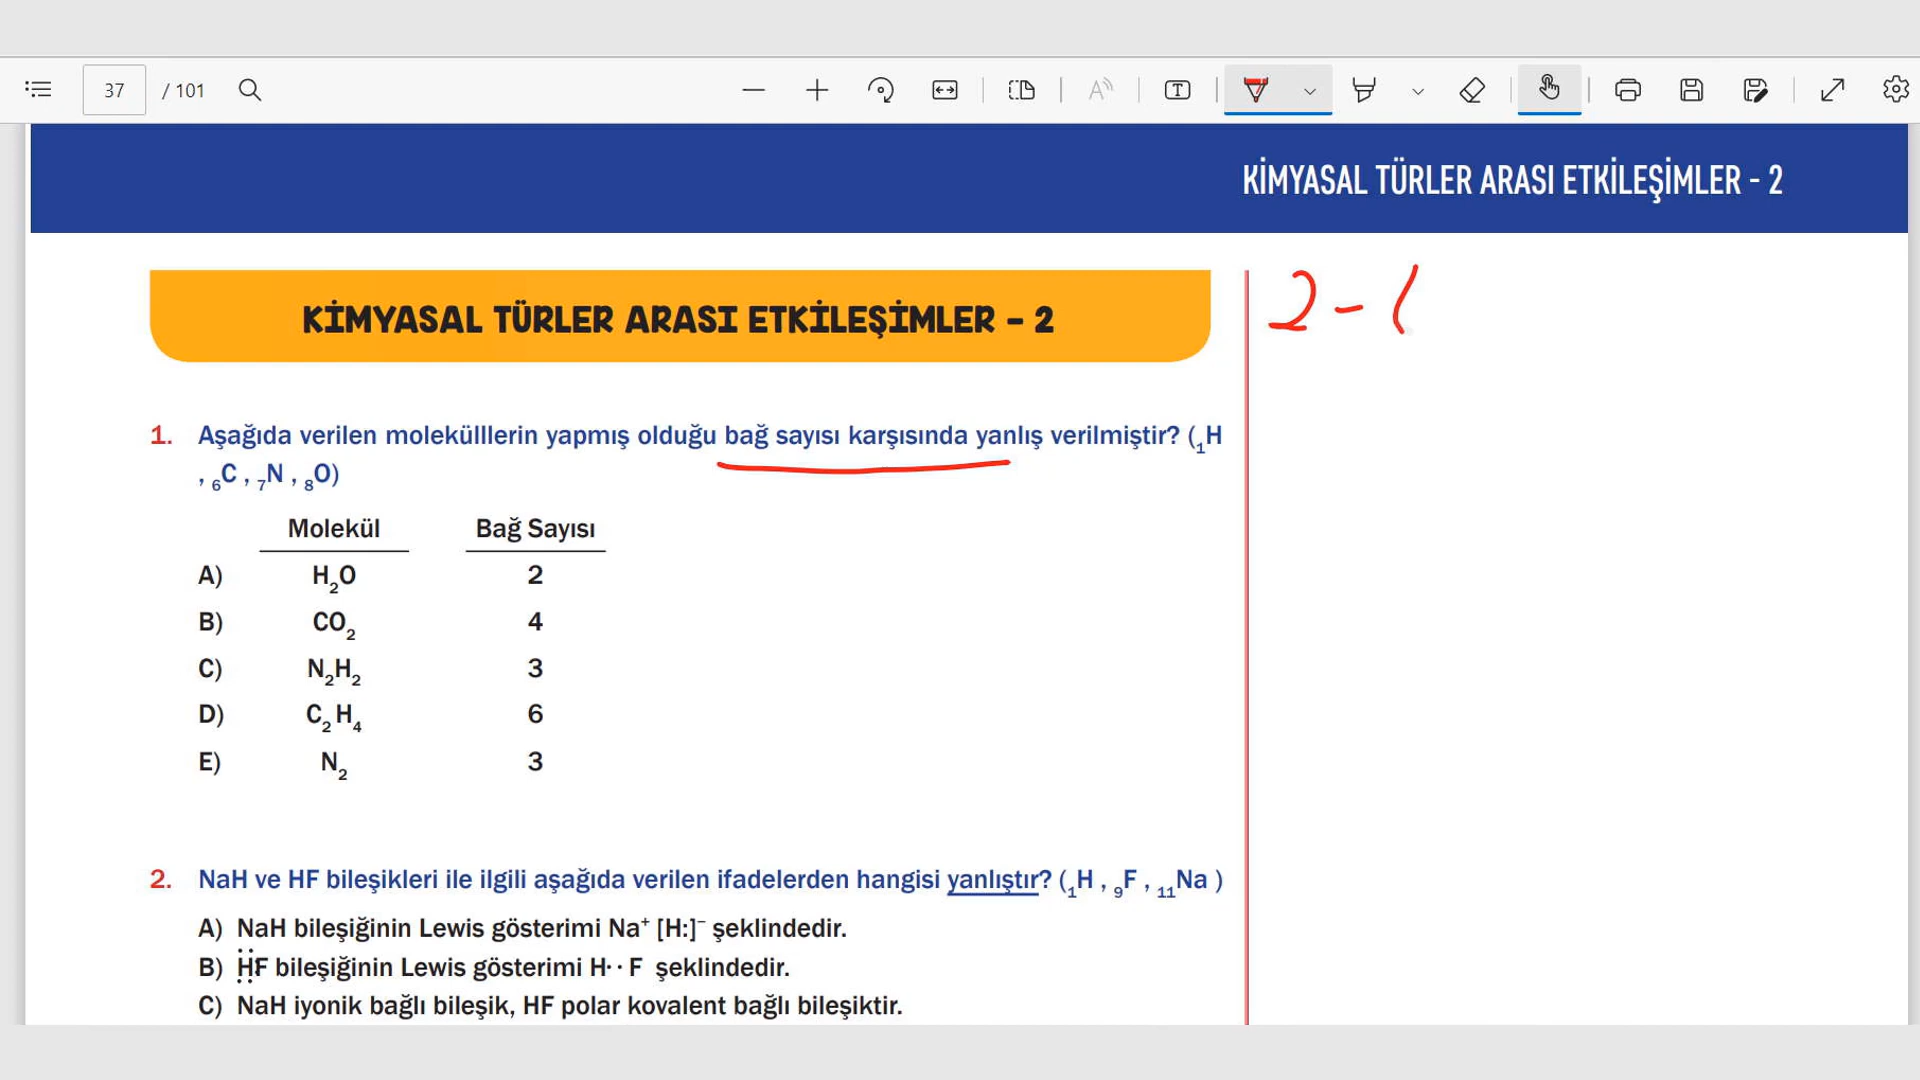 37 / 101
KİMYASAL TÜRLER ARASI ETKİLEŞİMLER - 2
KİMYASAL TÜRLER ARASI ETKİLEŞİMLER – 2
2 - (
1. Aşağıda verilen molekülllerin yapmış olduğu bağ sayısı karşısında yanlış verilmiştir? (₁H
, ₆C , ₇N , ₈O)
Molekül Bağ Sayısı
A) H₂O 2
B) CO₂ 4
C) N₂H₂ 3
D) C₂H₄ 6
E) N₂ 3
2. NaH ve HF bileşikleri ile ilgili aşağıda verilen ifadelerden hangisi yanlıştır? (₁H , ₉F , ₁₁Na )
A) NaH bileşiğinin Lewis gösterimi Na⁺ [H:]⁻ şeklindedir.
B) HF bileşiğinin Lewis gösterimi H·· F şeklindedir.
C) NaH iyonik bağlı bileşik, HF polar kovalent bağlı bileşiktir.